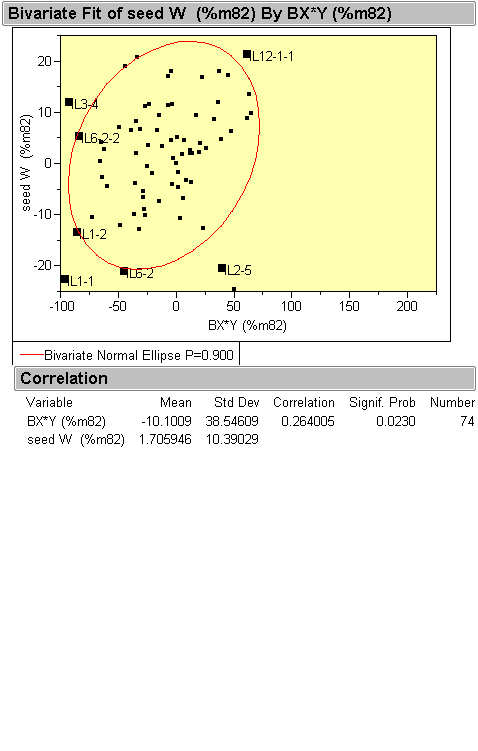 Bivariate Fit of seed W (%m82) By BX*Y (%m82)
seed W (%m82)
20
10
0
-10
-20
L12-1-1
L3-4
L6-2-2
L1-2
L6-2
L2-5
L1-1
-100 -50 0 50 100 150 200
BX*Y (%m82)
Bivariate Normal Ellipse P=0.900
Correlation
Variable Mean Std Dev Correlation Signif. Prob Number
BX*Y (%m82) -10.1009 38.54609 0.264005 0.0230 74
seed W (%m82) 1.705946 10.39029